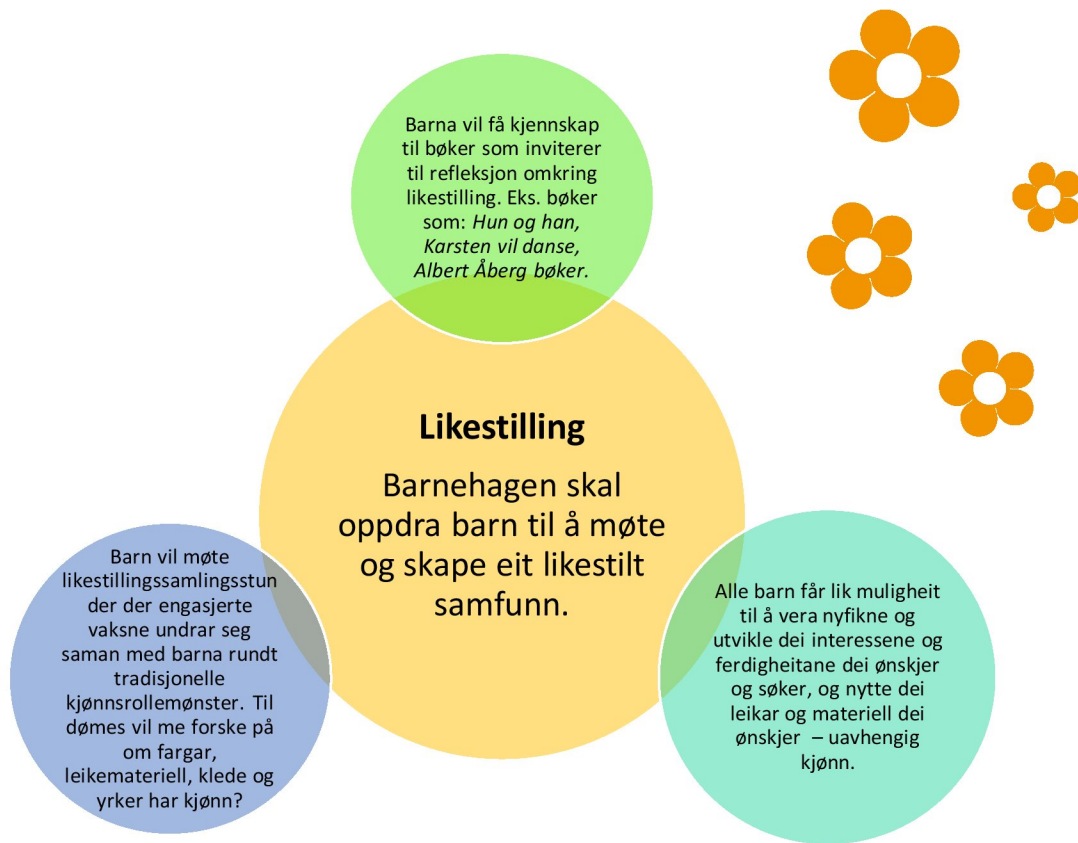 Barna vil få kjennskap
til bøker som inviterer
til refleksjon omkring
likestilling. Eks. bøker
som: Hun og han,
Karsten vil danse,
Albert Åberg bøker.
Likestilling
Barnehagen skal
oppdra barn til å møte
og skape eit likestilt
samfunn.
Barn vil møte
likestillingssamlingsstun
der der engasjerte
vaksne undrar seg
saman med barna rundt
tradisjonelle
kjønnsrollemønster. Til
dømes vil me forske på
om fargar,
leikemateriell, klede og
yrker har kjønn?
Alle barn får lik muligheit
til å vera nyfikne og
utvikle dei interessene og
ferdigheitane dei ønskjer
og søker, og nytte dei
leikar og materiell dei
ønskjer – uavhengig
kjønn.